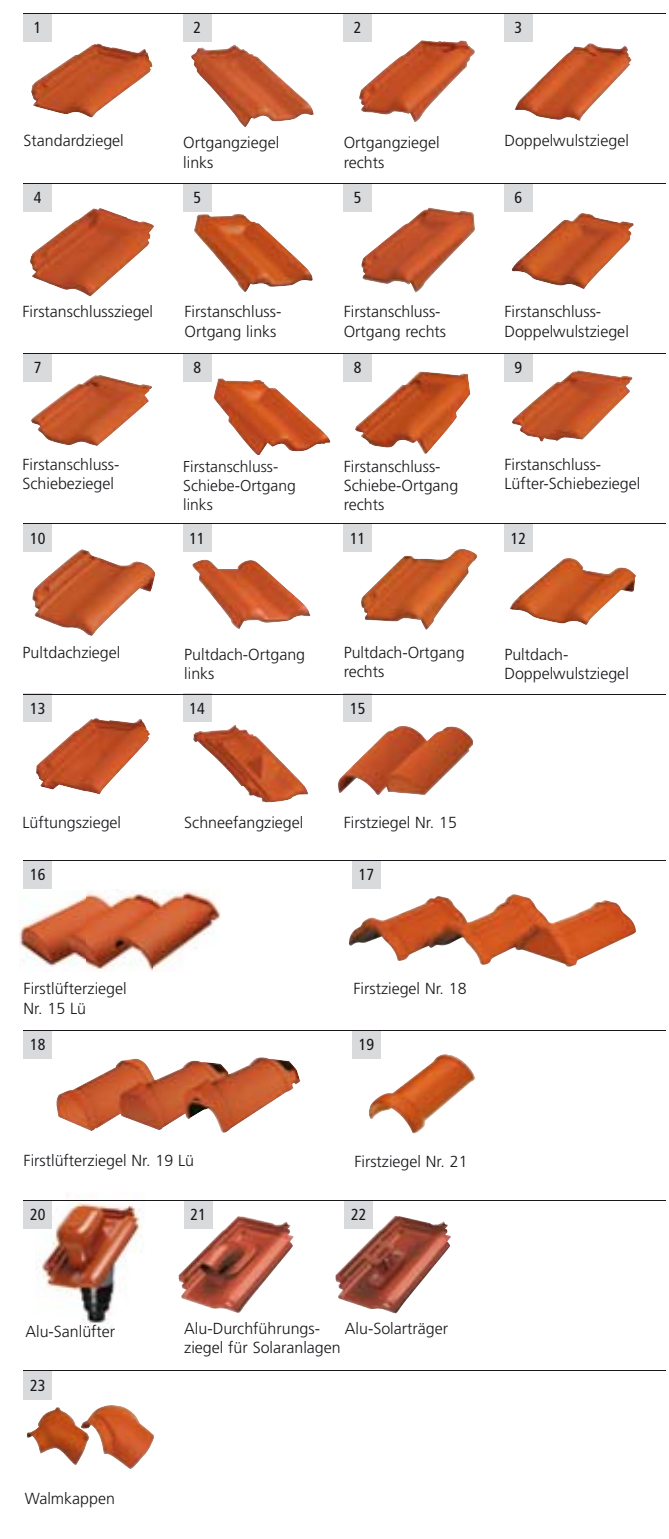 1
2
2
3
Standardziegel
Ortgangziegel
links
Ortgangziegel
rechts
Doppelwulstziegel
4
5
5
6
Firstanschlussziegel
Firstanschluss-
Ortgang links
Firstanschluss-
Ortgang rechts
Firstanschluss-
Doppelwulstziegel
7
8
8
9
Firstanschluss-
Schiebeziegel
Firstanschluss-
Schiebe-Ortgang
links
Firstanschluss-
Schiebe-Ortgang
rechts
Firstanschluss-
Lüfter-Schiebeziegel
10
11
11
12
Pultdachziegel
Pultdach-Ortgang
links
Pultdach-Ortgang
rechts
Pultdach-
Doppelwulstziegel
13
14
15
Lüftungsziegel
Schneefangziegel
Firstziegel Nr. 15
16
17
Firstlüfterziegel
Nr. 15 Lü
Firstziegel Nr. 18
18
19
Firstlüfterziegel Nr. 19 Lü
Firstziegel Nr. 21
20
21
22
Alu-Sanlüfter
Alu-Durchführungs-
ziegel für Solaranlagen
Alu-Solarträger
23
Walmkappen